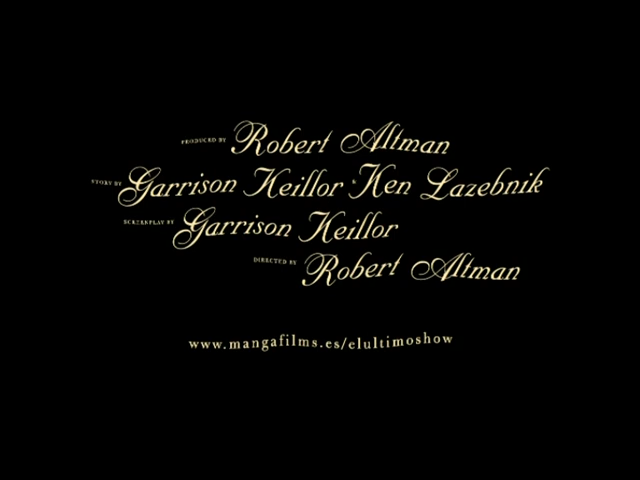 PRODUCED BY Robert Altman
STORY BY Garrison Keillor & Ken Lazebnik
SCREENPLAY BY Garrison Keillor
DIRECTED BY Robert Altman
www.mangafilms.es/elultimoshow